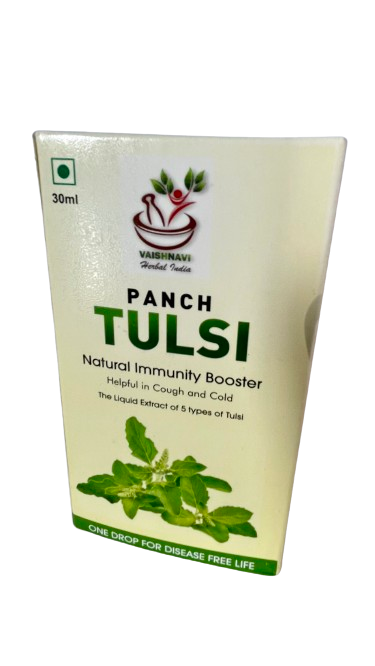 30ml
VAISHNAVI
Herbal India
PANCH
TULSI
Natural Immunity Booster
Helpful in Cough and Cold
The Liquid Extract of 5 types of Tulsi
ONE DROP FOR DISEASE FREE LIFE